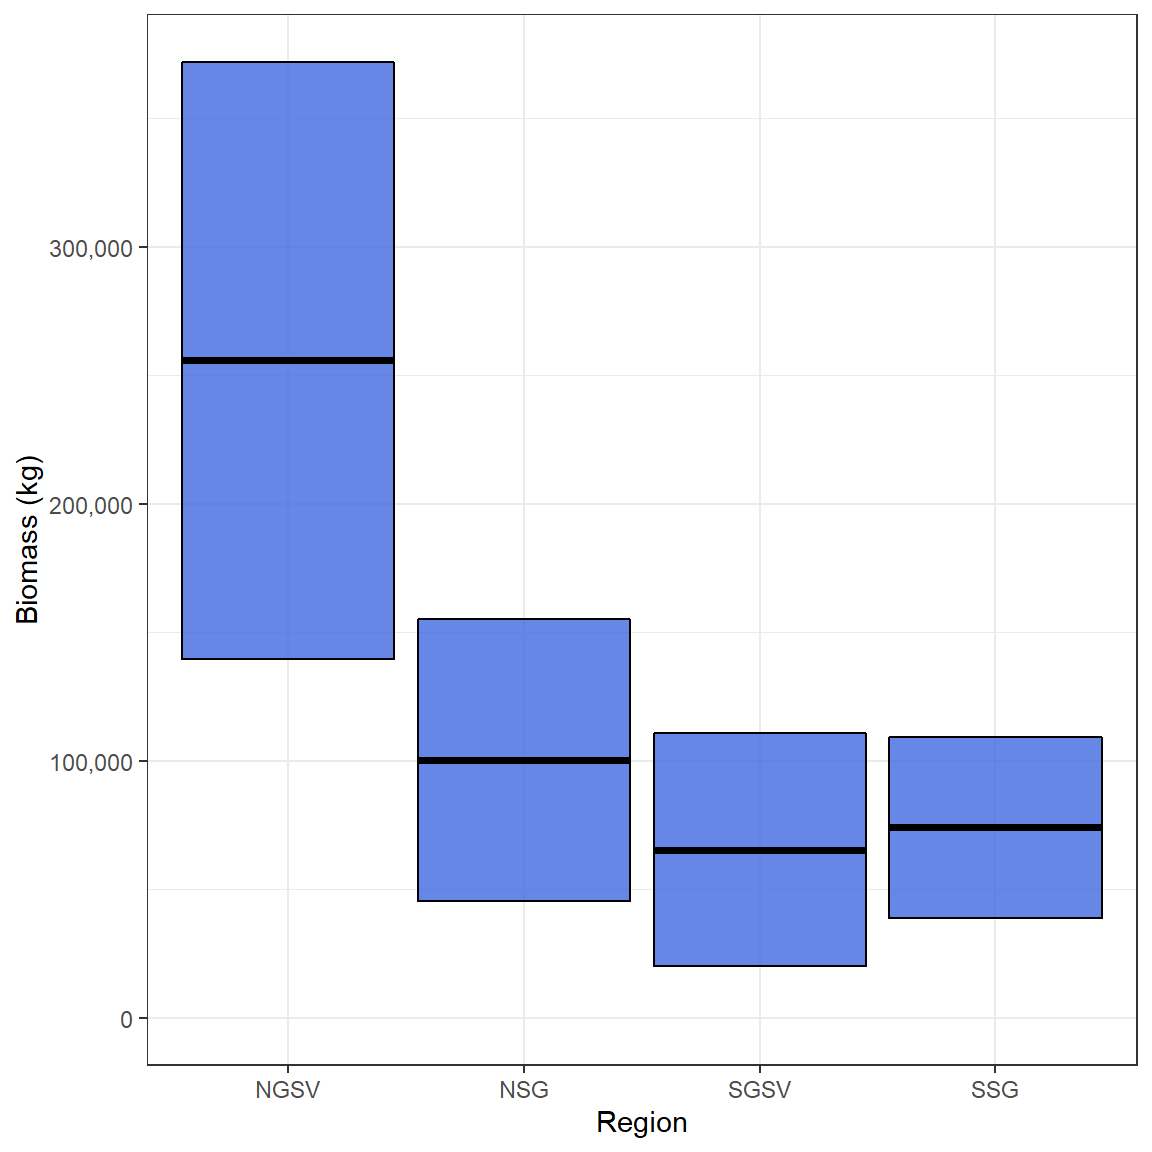 Biomass (kg)
300,000
200,000
100,000
0
NGSV NSG SGSV SSG
Region